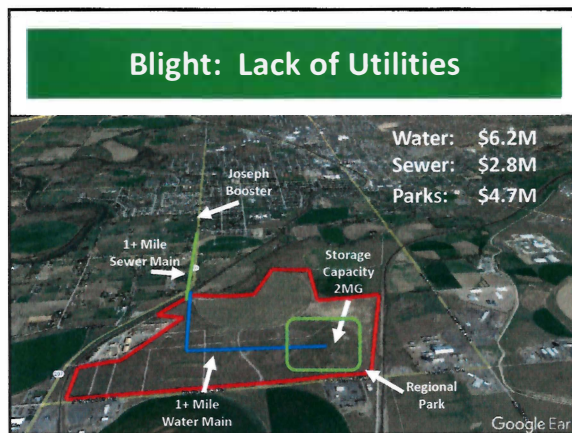 Blight: Lack of Utilities
Water: $6.2M
Sewer: $2.8M
Parks: $4.7M
Joseph
Booster
1+ Mile
Sewer Main
Storage
Capacity
2MG
1+ Mile
Water Main
Regional
Park
Google Ear